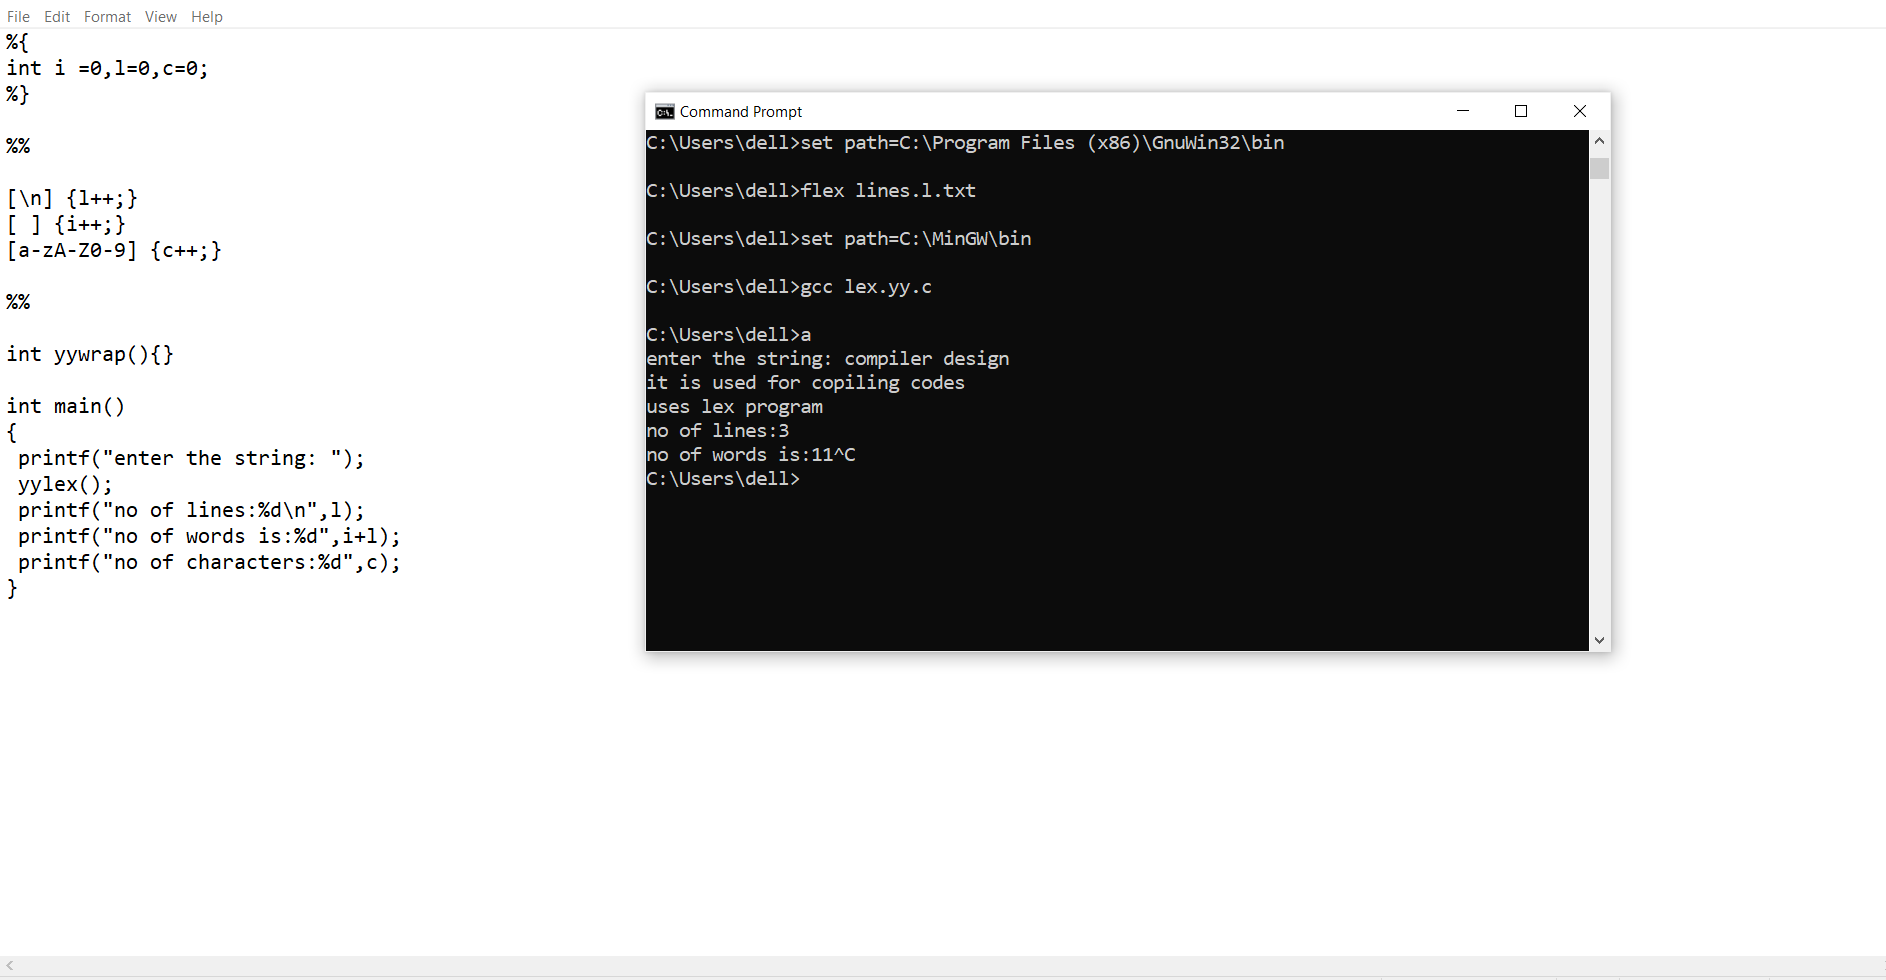 File Edit Format View Help
%{
int i =0,l=0,c=0;
%}
%%
[\n] {l++;}
[ ] {i++;}
[a-zA-Z0-9] {c++;}
%%
int yywrap(){}
int main()
{
printf("enter the string: ");
yylex();
printf("no of lines:%d\n",l);
printf("no of words is:%d",i+l);
printf("no of characters:%d",c);
}
Command Prompt
C:\Users\dell>set path=C:\Program Files (x86)\GnuWin32\bin
C:\Users\dell>flex lines.l.txt
C:\Users\dell>set path=C:\MinGW\bin
C:\Users\dell>gcc lex.yy.c
C:\Users\dell>a
enter the string: compiler design
it is used for copiling codes
uses lex program
no of lines:3
no of words is:11^C
C:\Users\dell>